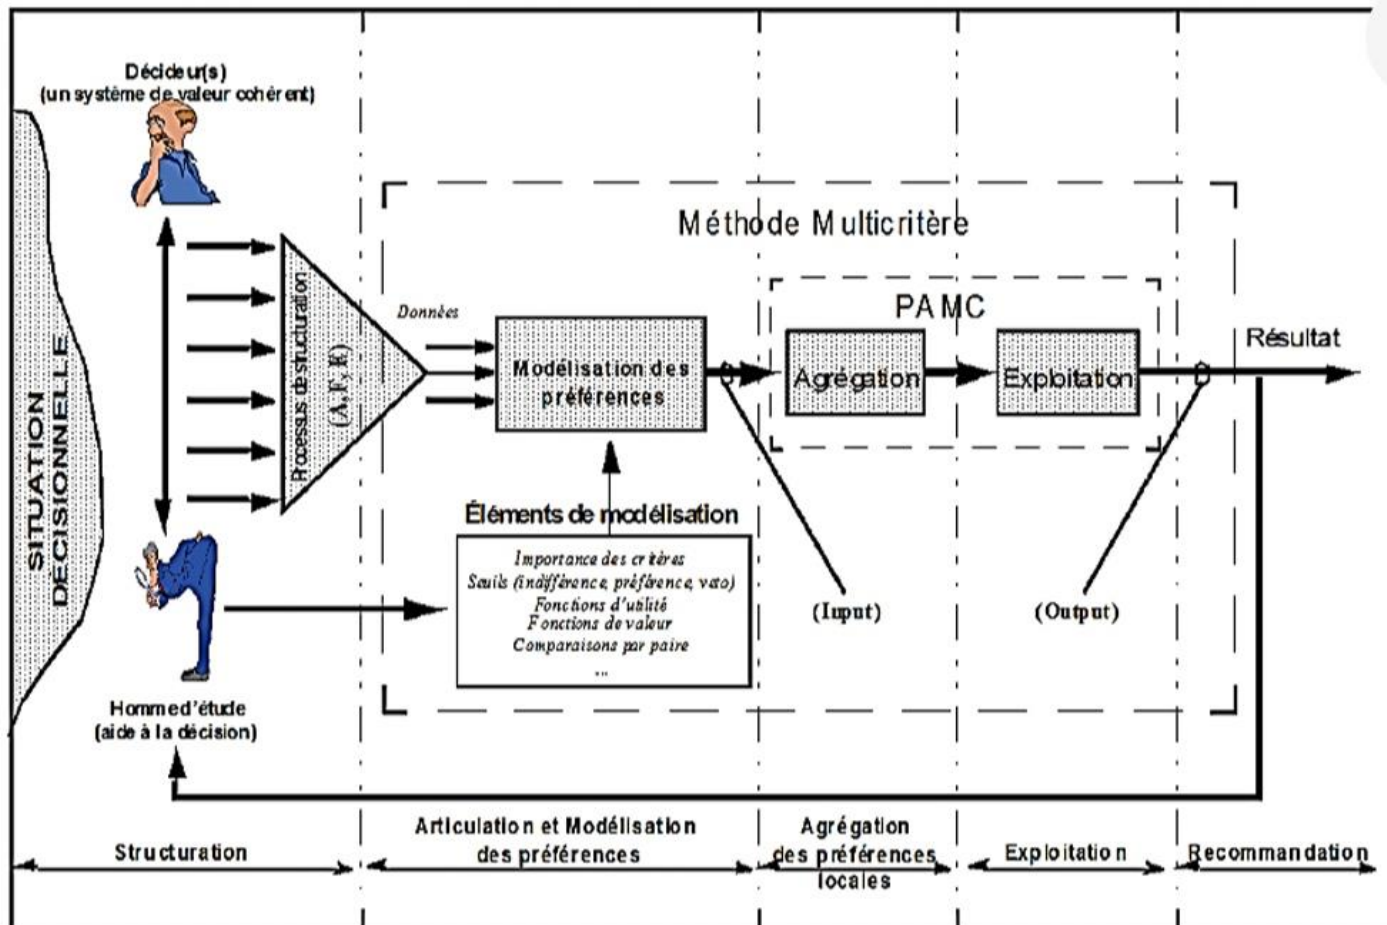 Décideur(s)
(un système de valeur cohérent)
SITUATION
DÉCISIONNELLE
Processus de structuration
(A, F, E)
Données
Méthode Multicritère
PAMC
Modélisation des
préférences
Agrégation
Exploitation
Résultat
Éléments de modélisation
Importance des critères
Seuils (indifférence, préférence, veto)
Fonctions d'utilité
Fonctions de valeur
Comparaisons par paire
...
(Input)
(Output)
Homme d'étude
(aide à la décision)
Structuration
Articulation et Modélisation
des préférences
Agrégation
des préférences
locales
Exploitation
Recommandation